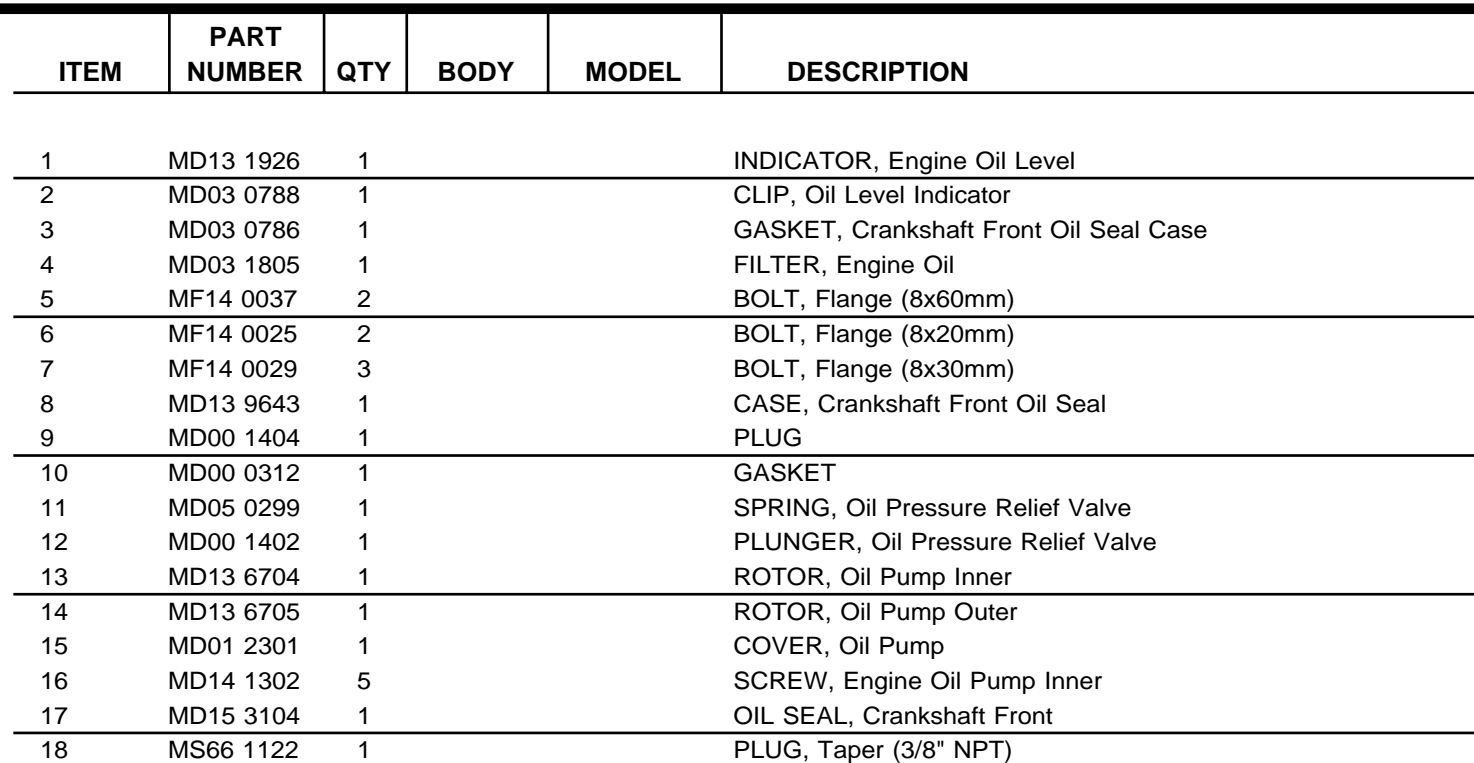 PART
ITEM NUMBER QTY BODY MODEL DESCRIPTION
1 MD13 1926 1 INDICATOR, Engine Oil Level
2 MD03 0788 1 CLIP, Oil Level Indicator
3 MD03 0786 1 GASKET, Crankshaft Front Oil Seal Case
4 MD03 1805 1 FILTER, Engine Oil
5 MF14 0037 2 BOLT, Flange (8x60mm)
6 MF14 0025 2 BOLT, Flange (8x20mm)
7 MF14 0029 3 BOLT, Flange (8x30mm)
8 MD13 9643 1 CASE, Crankshaft Front Oil Seal
9 MD00 1404 1 PLUG
10 MD00 0312 1 GASKET
11 MD05 0299 1 SPRING, Oil Pressure Relief Valve
12 MD00 1402 1 PLUNGER, Oil Pressure Relief Valve
13 MD13 6704 1 ROTOR, Oil Pump Inner
14 MD13 6705 1 ROTOR, Oil Pump Outer
15 MD01 2301 1 COVER, Oil Pump
16 MD14 1302 5 SCREW, Engine Oil Pump Inner
17 MD15 3104 1 OIL SEAL, Crankshaft Front
18 MS66 1122 1 PLUG, Taper (3/8" NPT)